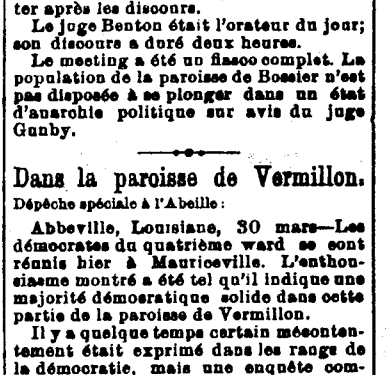 ter après les discours.
Le juge Benton était l'orateur du jour;
son discours a duré deux heures.
Le meeting a été un fiasco complet. La
population de la paroisse de Bossier n'est
pas disposée à se plonger dans un état
d'anarchie politique sur avis du juge
Gunby.
Dans la paroisse de Vermillon.
Dépêche spéciale à l'Abeille:
Abbeville, Louisiane, 30 mars—Les
démocrates du quatrième ward se sont
réunis hier à Mauriceville. L'enthou-
siasme montré a été tel qu'il indique une
majorité démocratique solide dans cette
partie de la paroisse de Vermillon.
Il y a quelque temps certain méconten-
tement était exprimé dans les rangs de
la démocratie, mais une enquête com-